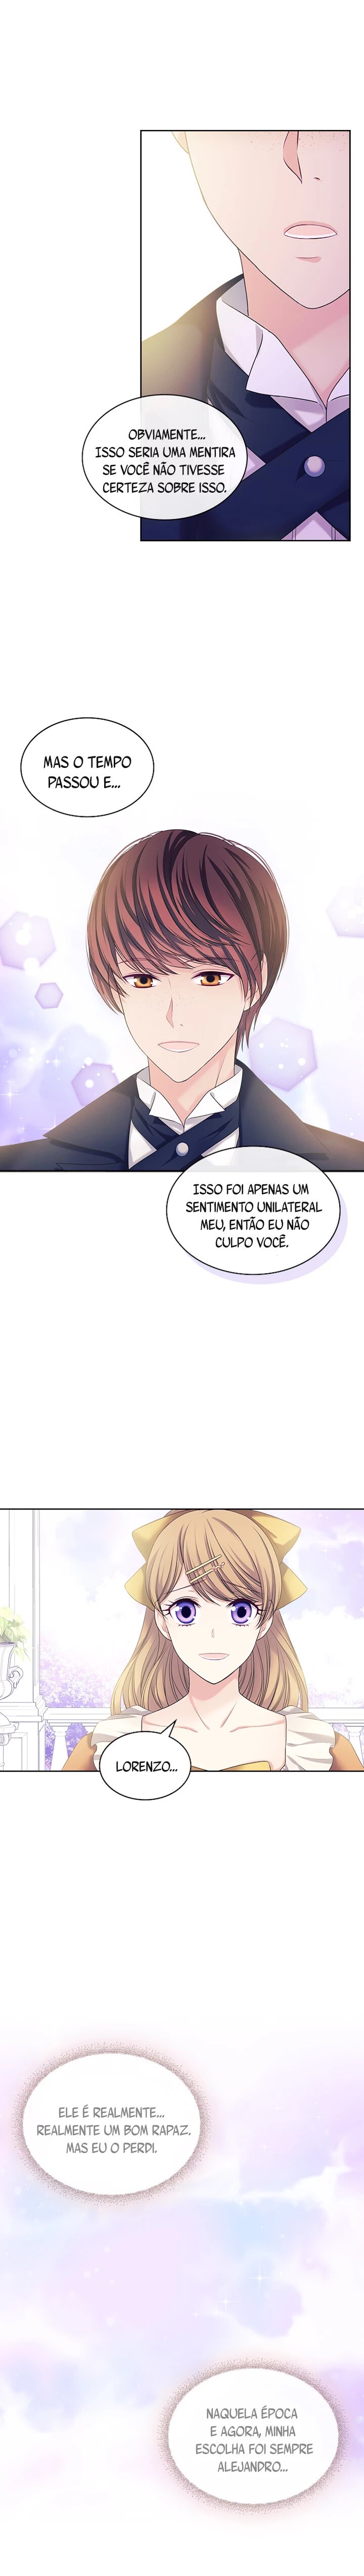 OBVIAMENTE...
ISSO SERIA UMA MENTIRA
SE VOCÊ NÃO TIVESSE
CERTEZA SOBRE ISSO.
MAS O TEMPO
PASSOU E...
ISSO FOI APENAS UM
SENTIMENTO UNILATERAL
MEU, ENTÃO EU NÃO
CULPO VOCÊ.
LORENZO...
ELE É REALMENTE...
REALMENTE UM BOM RAPAZ.
MAS EU O PERDI.
NAQUELA ÉPOCA
E AGORA, MINHA
ESCOLHA FOI SEMPRE
ALEJANDRO...